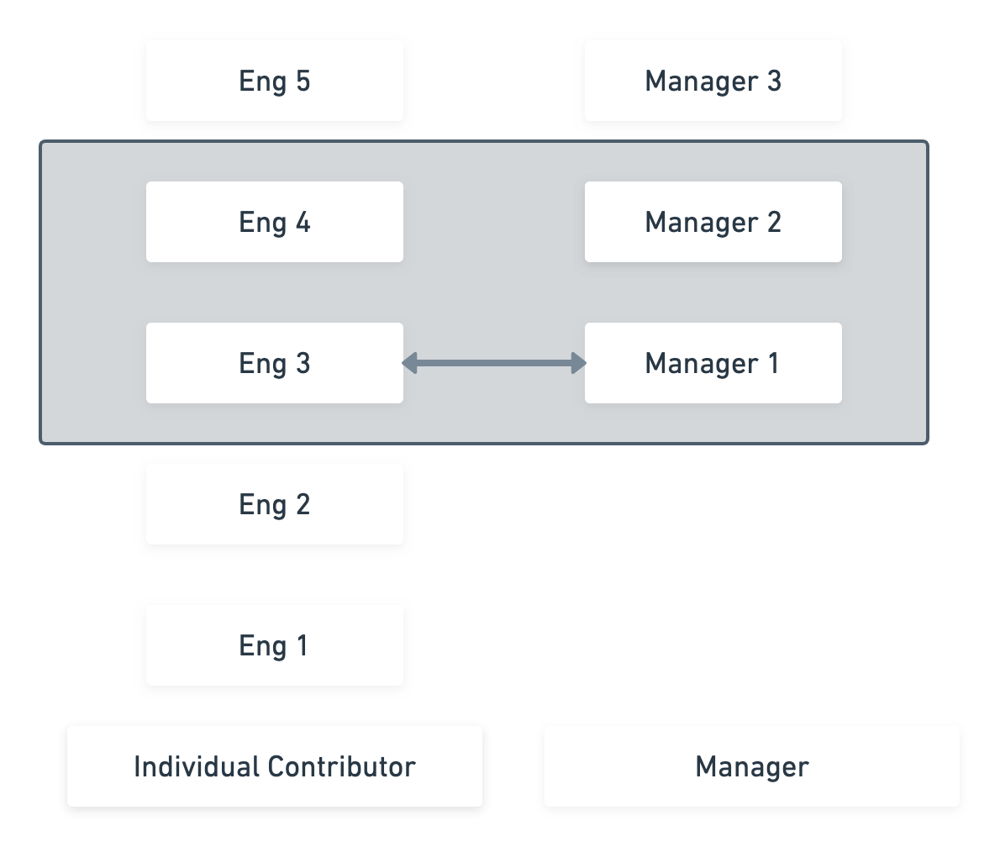 Eng 5
Manager 3
Eng 4
Manager 2
Eng 3
Manager 1
Eng 2
Eng 1
Individual Contributor
Manager